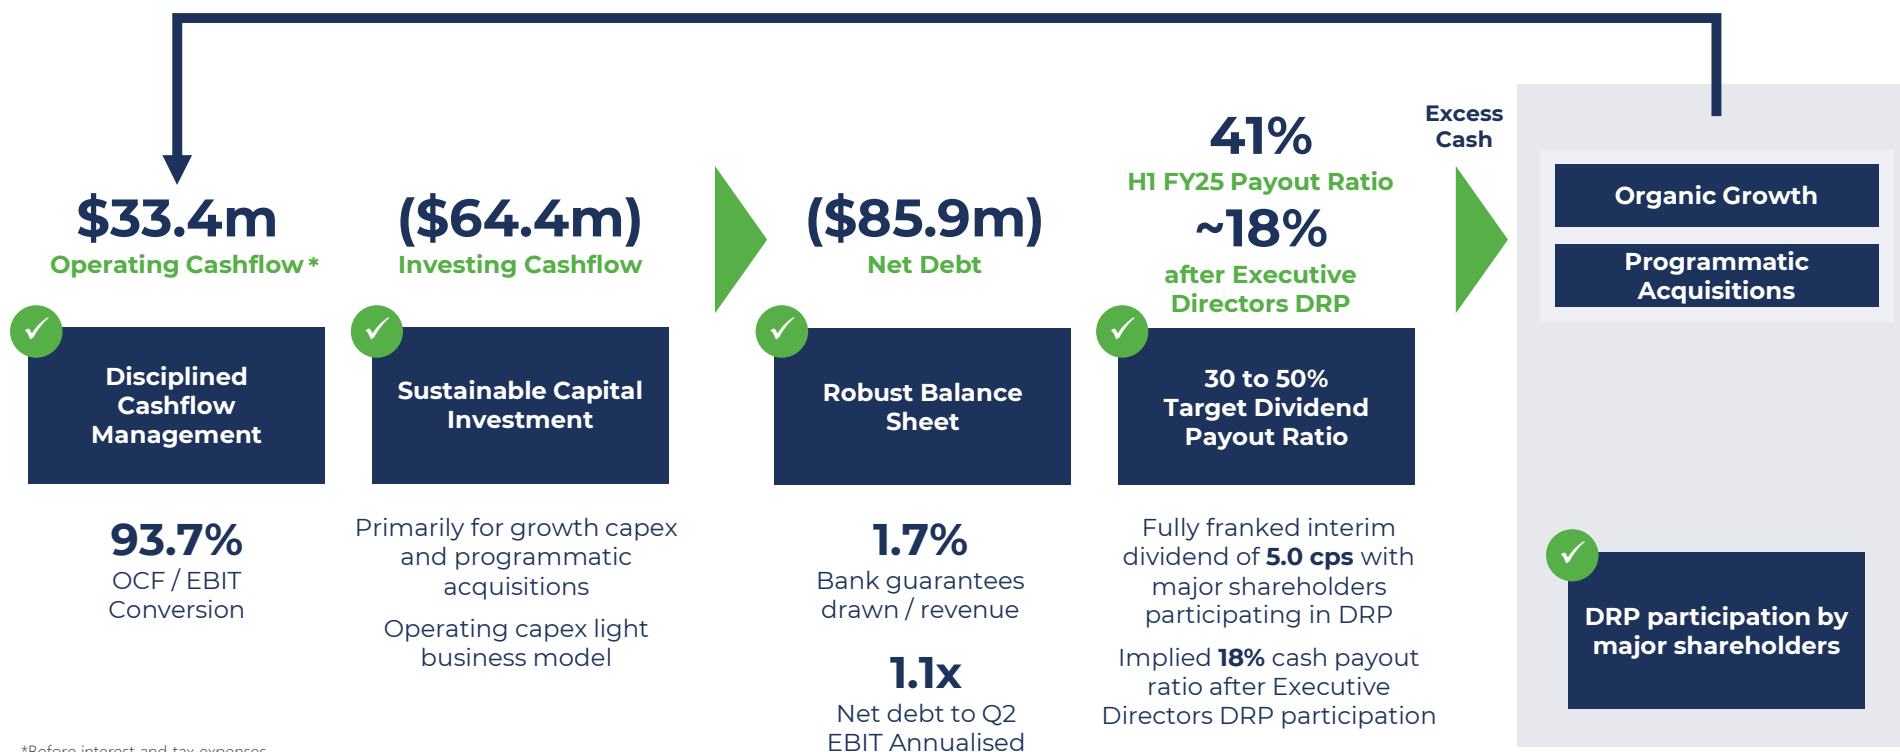 $33.4m
Operating Cashflow*
Disciplined
Cashflow
Management
93.7%
OCF / EBIT
Conversion
($64.4m)
Investing Cashflow
Sustainable Capital
Investment
Primarily for growth capex
and programmatic
acquisitions
Operating capex light
business model
($85.9m)
Net Debt
Robust Balance
Sheet
1.7%
Bank guarantees
drawn / revenue
1.1x
Net debt to Q2
EBIT Annualised
41%
H1 FY25 Payout Ratio
~18%
after Executive
Directors DRP
30 to 50%
Target Dividend
Payout Ratio
Fully franked interim
dividend of 5.0 cps with
major shareholders
participating in DRP
Implied 18% cash payout
ratio after Executive
Directors DRP participation
Excess
Cash
Organic Growth
Programmatic
Acquisitions
DRP participation by
major shareholders
*Before interest and tax expenses